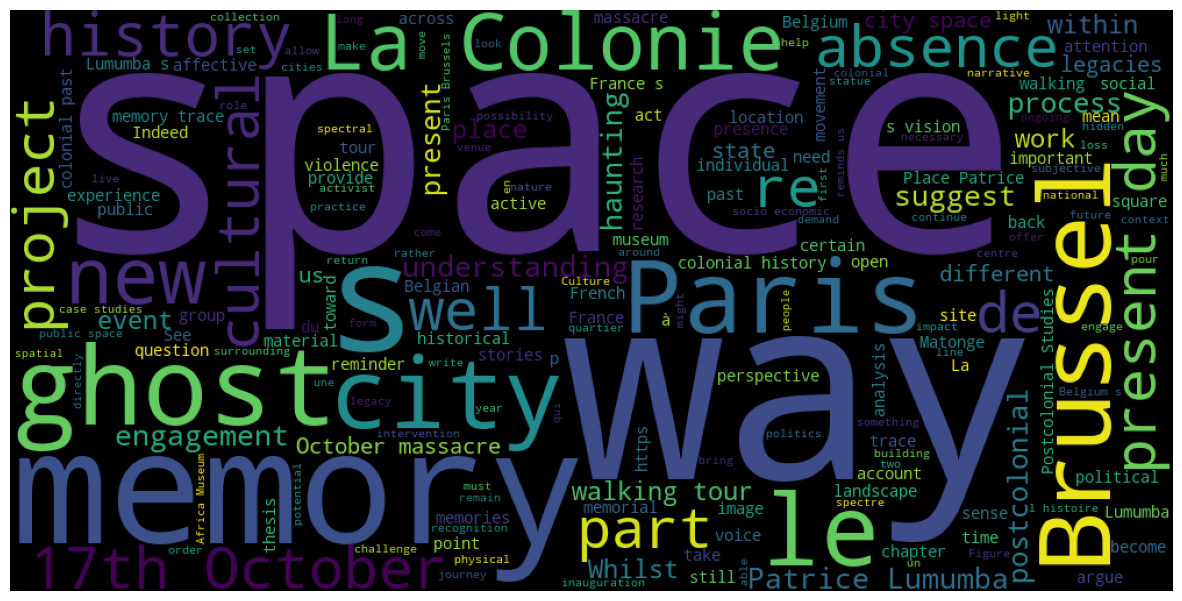 space
way
memory
ghost
city
s
Paris
Brussel
La Colonie
history
absence
cultural
project
new
well
le
de
re
part
present day
present
17th October
Patrice Lumumba
postcolonial
haunting
understanding
engagement
suggest
process
within
work
place
event
us
Whilst
walking tour
October massacre
city space
legacies
different
state
individual
active
violence
provide
experience
public
memory trace
Indeed
Lumumba s
affective
collection
long
set
allow
make
cities
move
across
look
massacre
France s
act
Belgium
help
light
attention
narrative
walking
social
colonial
statue
ongoing
mean
hidden
loss
important
subjective
much
national
future
context
continue
square
Place Patrice
s vision
necessary
reminds us
first
movement
location
presence
possibility
Paris Brussels
venue
spectral
tour
role
live
colonial past
activist
practice
en
nature
come
need
past
research
socio economic
demand
back
offer
centre
museum
certain
around
open
colonial history
return
rather
Belgian
toward
French
Culture
France
à
quartier
might
people
site
impact
Matonge
line
engage
pour
See
group
du
form
material
historical
case studies
public space
question
surrounding
reminder
stories
p
spatial
directly
une
write
legacy
year
qui
intervention
perspective
analysis
something
La
Postcolonial Studies
Belgium s
politics
bring
trace
building
two
account
https
political
l histoire
Lumumba
become
argue
Africa Museum
thesis
potential
order
must
remain
memories
recognition
point
challenge
physical
journey
inauguration
still
able
take
voice
memorial
image
landscape
spectre
chapter
un
sense
time
Figure